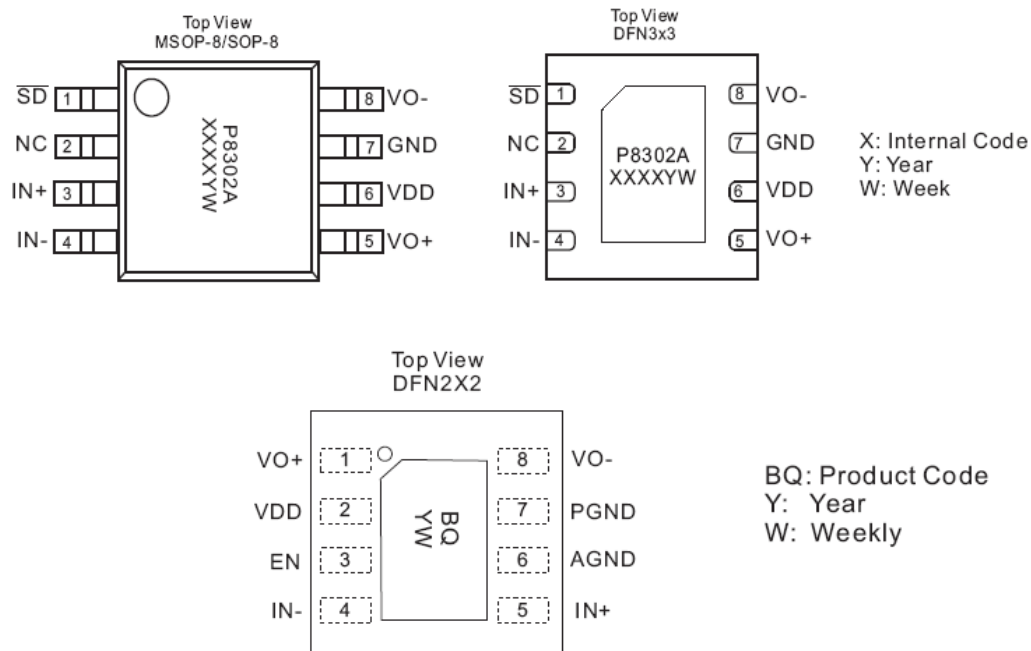 Top View
MSOP-8/SOP-8
SD 1
NC 2
IN+ 3
IN- 4
P8302A
XXXXYW
8 VO-
7 GND
6 VDD
5 VO+
Top View
DFN3x3
SD 1
NC 2
IN+ 3
IN- 4
P8302A
XXXXYW
8 VO-
7 GND
6 VDD
5 VO+
X: Internal Code
Y: Year
W: Week
Top View
DFN2X2
VO+ 1
VDD 2
EN 3
IN- 4
BQ
YW
8 VO-
7 PGND
6 AGND
5 IN+
BQ: Product Code
Y: Year
W: Weekly